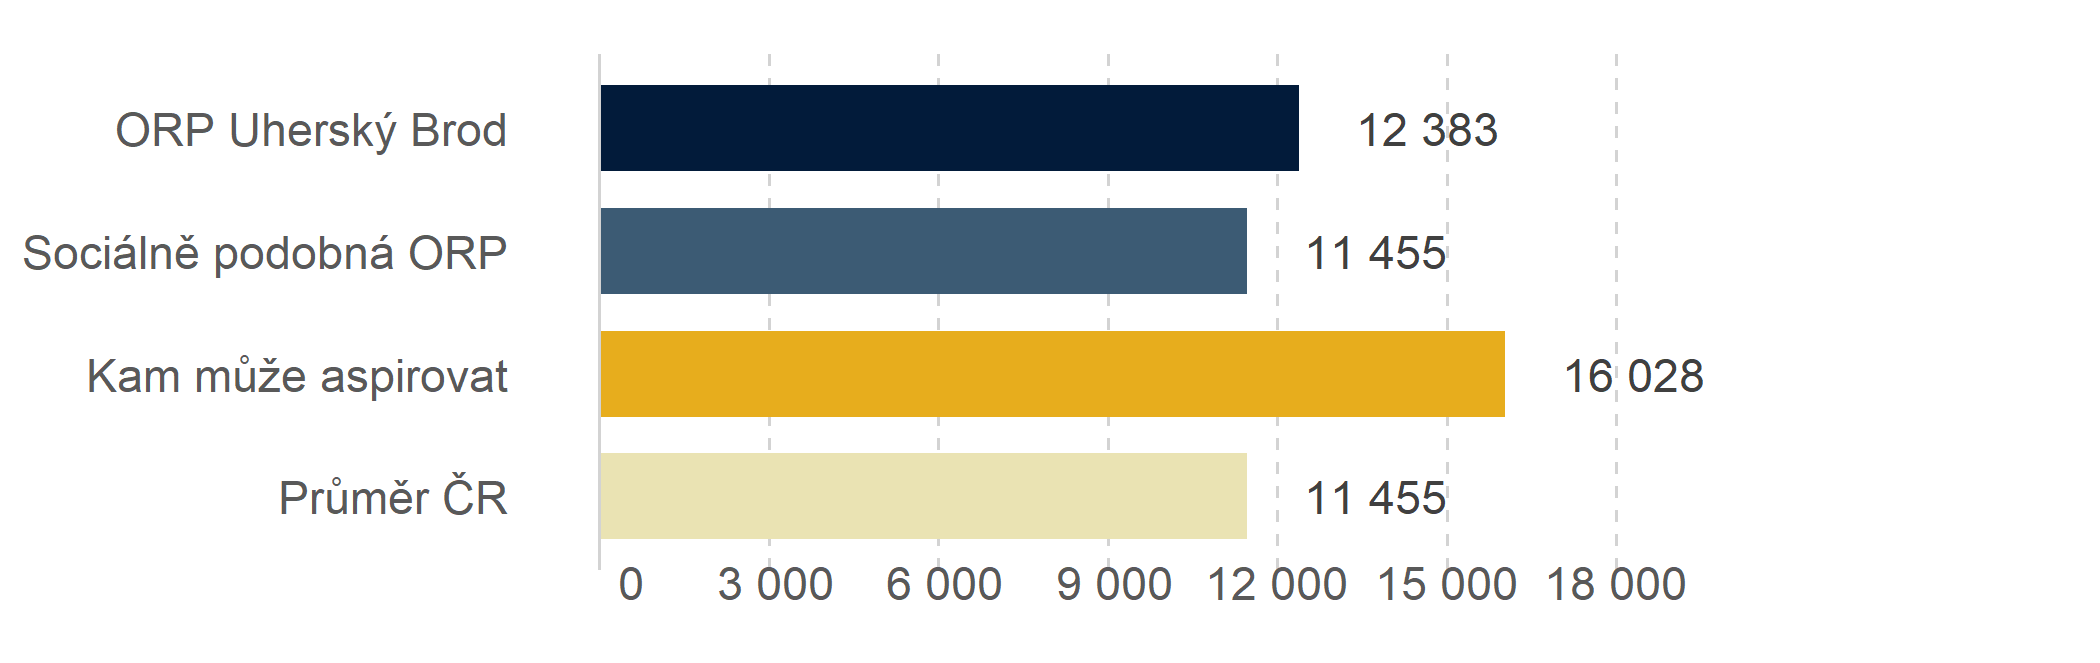 ORP Uherský Brod 12 383
Sociálně podobná ORP 11 455
Kam může aspirovat 16 028
Průměr ČR 11 455
0 3 000 6 000 9 000 12 000 15 000 18 000